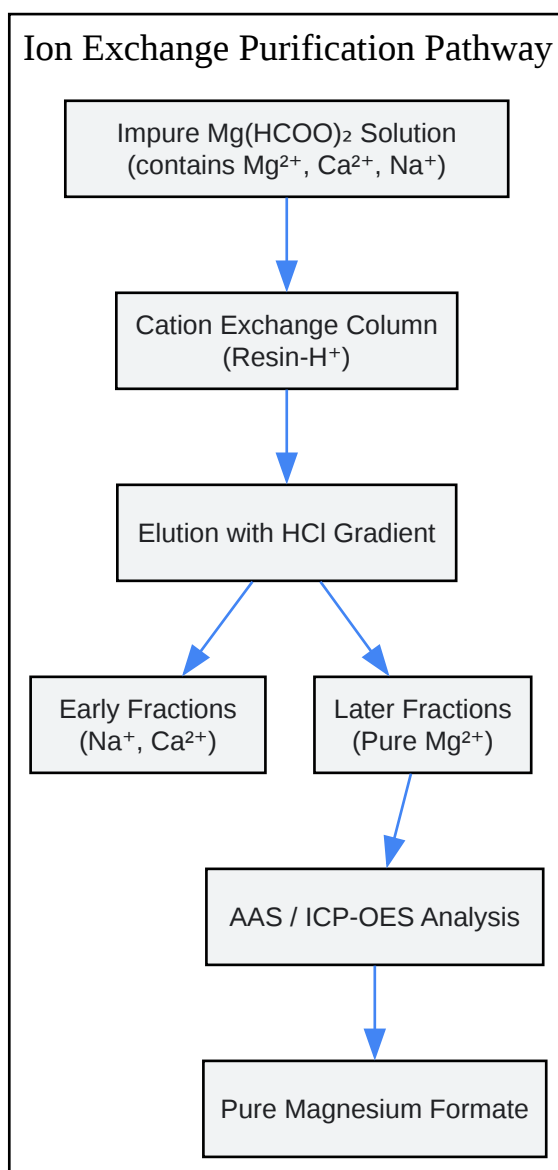 Ion Exchange Purification Pathway
Impure Mg(HCOO)₂ Solution
(contains Mg²⁺, Ca²⁺, Na⁺)
Cation Exchange Column
(Resin-H⁺)
Elution with HCl Gradient
Early Fractions
(Na⁺, Ca²⁺)
Later Fractions
(Pure Mg²⁺)
AAS / ICP-OES Analysis
Pure Magnesium Formate